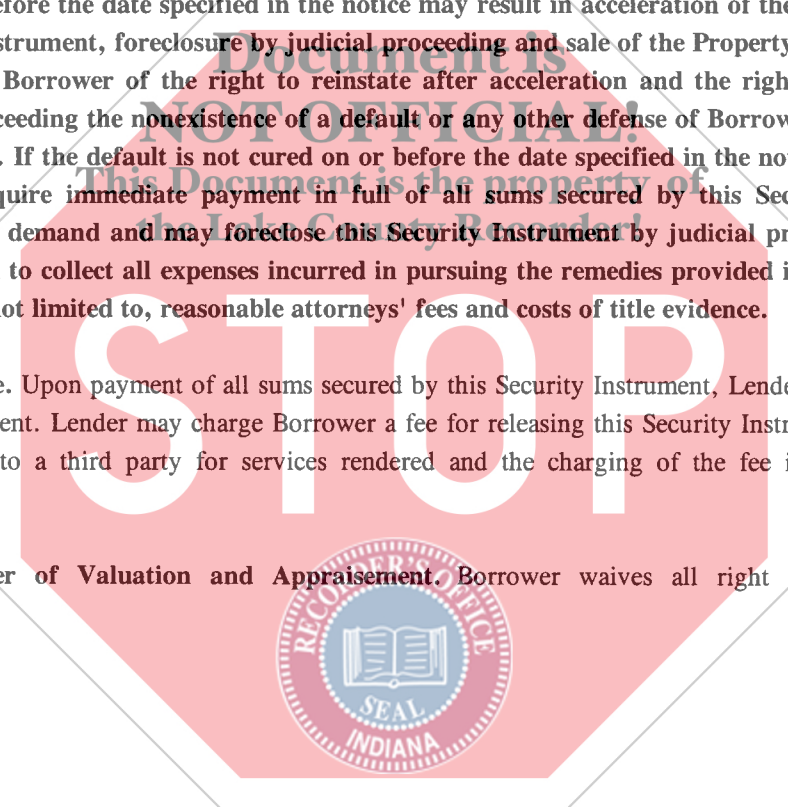 efore the date specified in the notice may result in acceleration of the
strument, foreclosure by judicial proceeding and sale of the Property
Borrower of the right to reinstate after acceleration and the righ
ceeding the nonexistence of a default or any other defense of Borrow
. If the default is not cured on or before the date specified in the no
quire immediate payment in full of all sums secured by this Sec
demand and may foreclose this Security Instrument by judicial pr
to collect all expenses incurred in pursuing the remedies provided i
not limited to, reasonable attorneys' fees and costs of title evidence.
e. Upon payment of all sums secured by this Security Instrument, Lende
ent. Lender may charge Borrower a fee for releasing this Security Instr
to a third party for services rendered and the charging of the fee i
er of Valuation and Appraisement. Borrower waives all right
Document is
NOT OFFICIAL!
This Document is the property of
the Lake County Recorder!
STOP
RECORDER'S OFFICE
SEAL
INDIANA